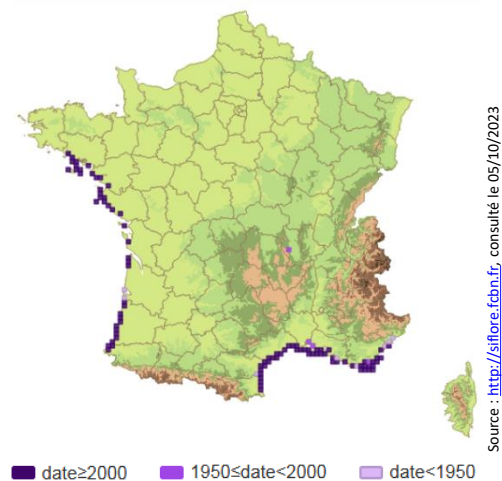 Source : http://siflore.fcbn.fr, consulté le 05/10/2023
date≥2000
1950≤date<2000
date<1950